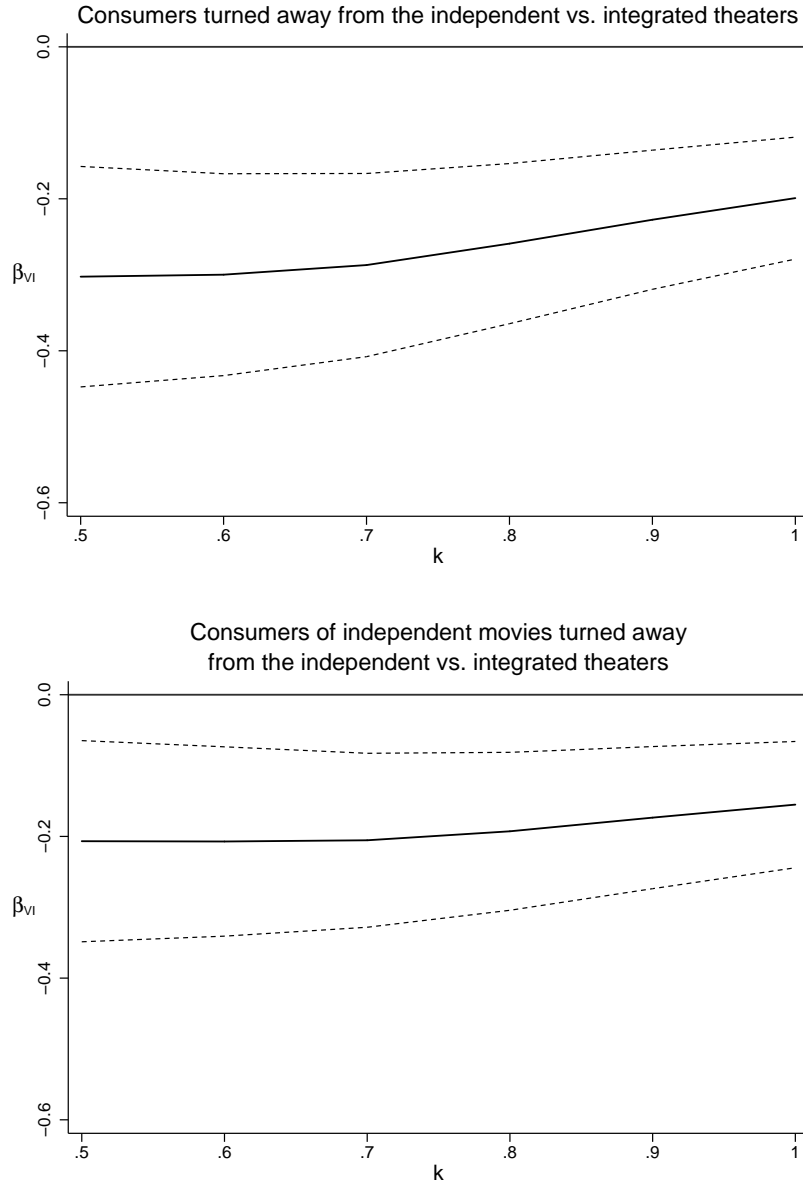 Consumers turned away from the independent vs. integrated theaters
0.0
−0.2
βVI
−0.4
−0.6
.5 .6 .7 .8 .9 1
k
Consumers of independent movies turned away
from the independent vs. integrated theaters
0.0
−0.2
βVI
−0.4
−0.6
.5 .6 .7 .8 .9 1
k